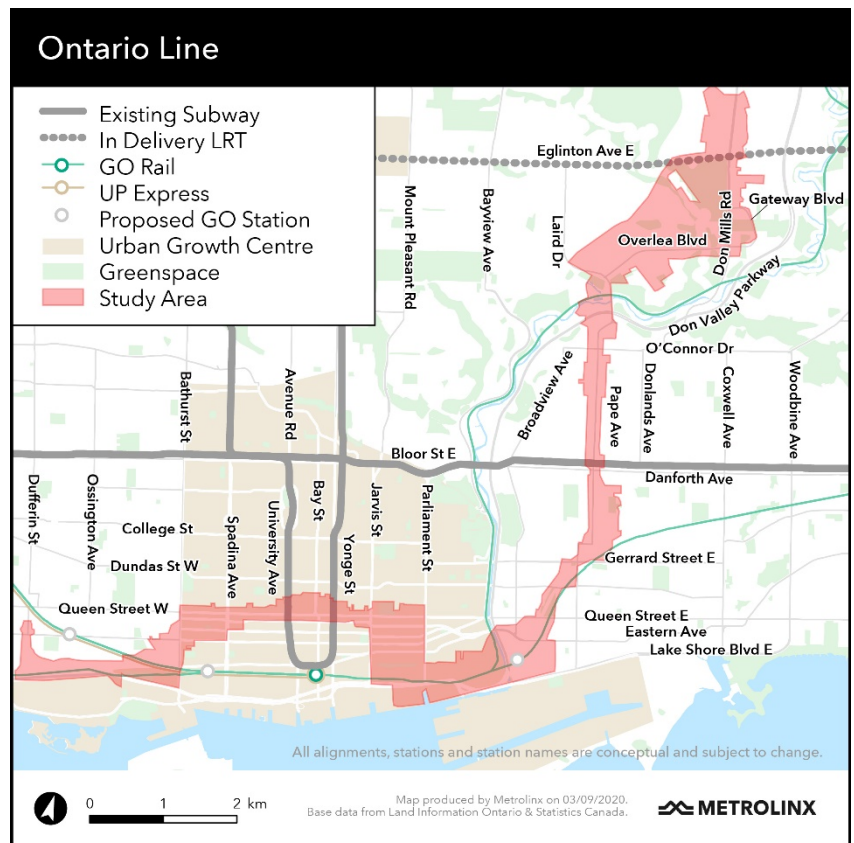 Ontario Line
Existing Subway
In Delivery LRT
GO Rail
UP Express
Proposed GO Station
Urban Growth Centre
Greenspace
Study Area
Eglinton Ave E
Mount Pleasant Rd
Bayview Ave
Laird Dr
Overlea Blvd
Don Mills Rd
Gateway Blvd
Don Valley Parkway
O'Connor Dr
Broadview Ave
Pape Ave
Donlands Ave
Coxwell Ave
Woodbine Ave
Bathurst St
Avenue Rd
Bloor St E
Danforth Ave
Dufferin St
Ossington Ave
Spadina Ave
University Ave
Bay St
Yonge St
Jarvis St
Parliament St
College St
Dundas St W
Queen Street W
Gerrard Street E
Queen Street E
Eastern Ave
Lake Shore Blvd E
All alignments, stations and station names are conceptual and subject to change.
0 1 2 km
Map produced by Metrolinx on 03/09/2020.
Base data from Land Information Ontario & Statistics Canada.
METROLINX